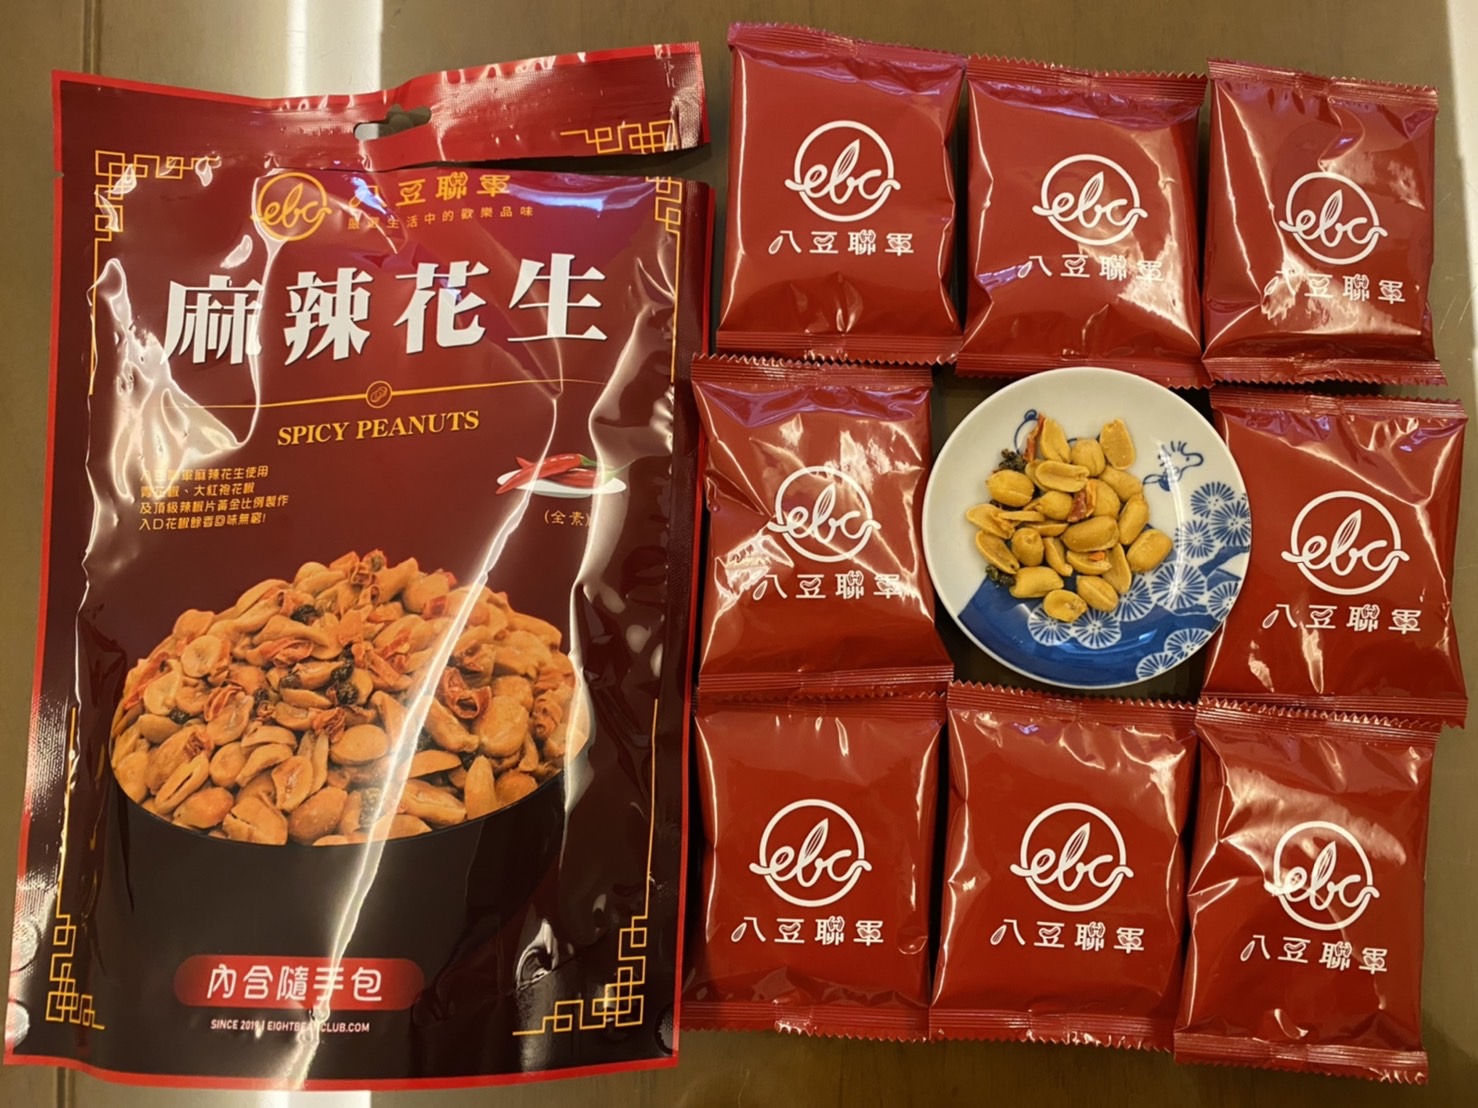 ebc
八豆聯軍
嚴選生活中的歡樂品味
麻辣花生
SPICY PEANUTS
八豆聯軍麻辣花生使用
青花椒、大紅袍花椒
及頂級辣椒片黃金比例製作
入口花椒餘香回味無窮!
(全素)
內含隨手包
SINCE 2019 | EIGHTBEANCLUB.COM
ebc
八豆聯軍
ebc
八豆聯軍
ebc
八豆聯軍
ebc
八豆聯軍
ebc
八豆聯軍
ebc
八豆聯軍
ebc
八豆聯軍
ebc
八豆聯軍